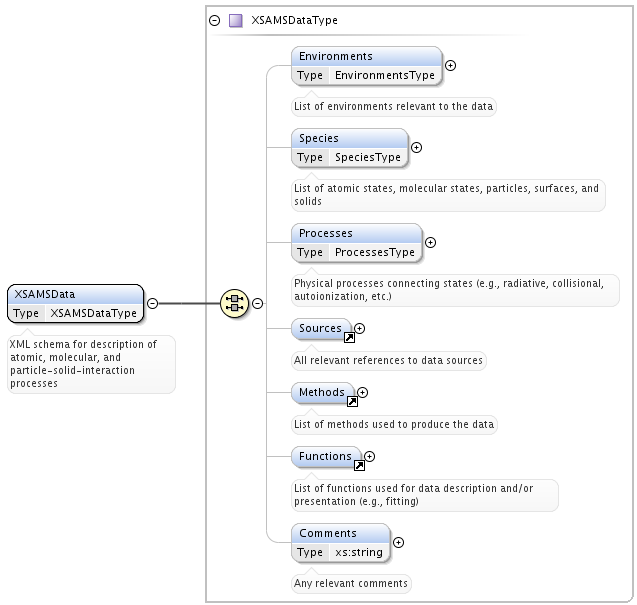 XSAMSDataType
Environments
Type EnvironmentsType
List of environments relevant to the data
Species
Type SpeciesType
List of atomic states, molecular states, particles, surfaces, and
solids
Processes
Type ProcessesType
Physical processes connecting states (e.g., radiative, collisional,
autoionization, etc.)
XSAMSData
Type XSAMSDataType
XML schema for description of
atomic, molecular, and
particle-solid-interaction
processes
Sources
All relevant references to data sources
Methods
List of methods used to produce the data
Functions
List of functions used for data description and/or
presentation (e.g., fitting)
Comments
Type xs:string
Any relevant comments